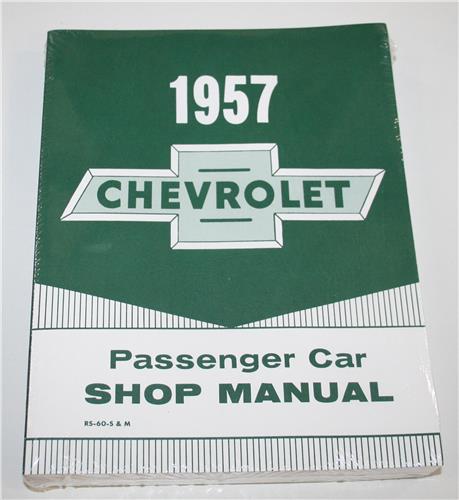 1957
CHEVROLET
Passenger Car
SHOP MANUAL
RS-60-S & M